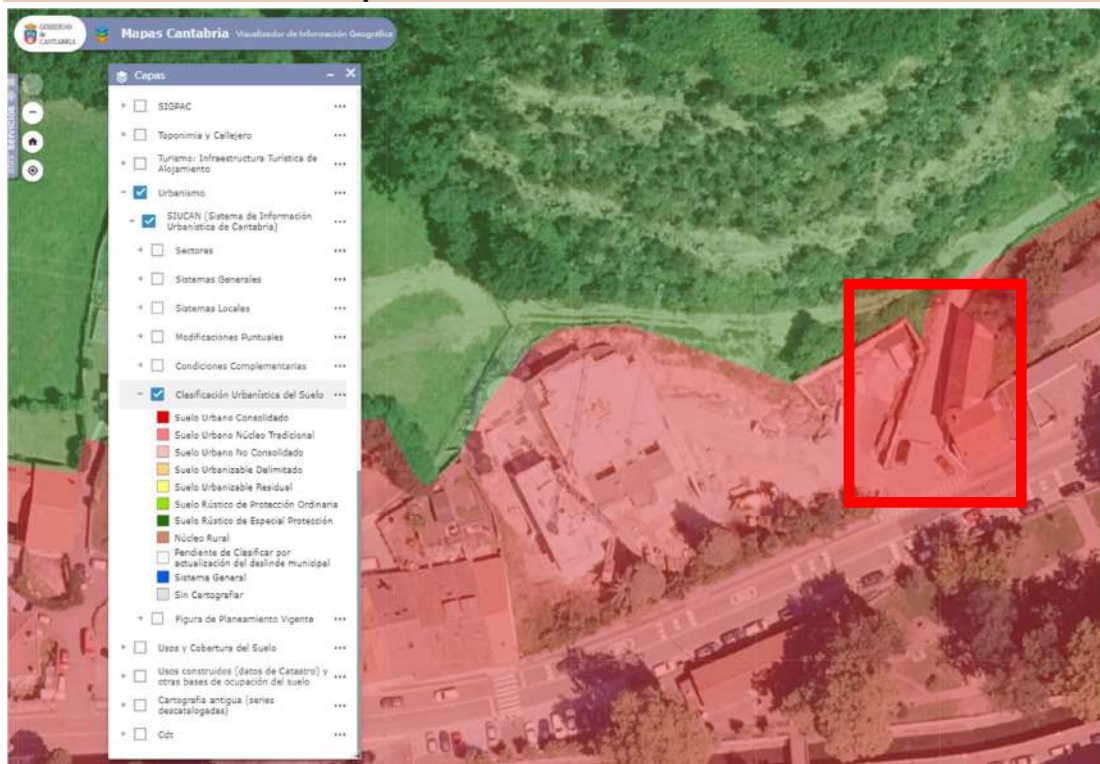 GOBIERNO
de
CANTABRIA
Mapas Cantabria Visualizador de Información Geográfica
Capas
SIGPAC
Toponimia y Callejero
Turismo: Infraestructura Turística de
Alojamiento
Urbanismo
SIUCAN (Sistema de Información
Urbanística de Cantabria)
Sectores
Sistemas Generales
Sistemas Locales
Modificaciones Puntuales
Condiciones Complementarias
Clasificación Urbanística del Suelo
Suelo Urbano Consolidado
Suelo Urbano Núcleo Tradicional
Suelo Urbano No Consolidado
Suelo Urbanizable Delimitado
Suelo Urbanizable Residual
Suelo Rústico de Protección Ordinaria
Suelo Rústico de Especial Protección
Núcleo Rural
Pendiente de Clasificar por
actualización del deslinde municipal
Sistema General
Sin Cartografiar
Figura de Planeamiento Vigente
Usos y Cobertura del Suelo
Usos construidos (datos de Catastro) y
otras bases de ocupación del suelo
Cartografía antigua (series
descatalogadas)
Cdt